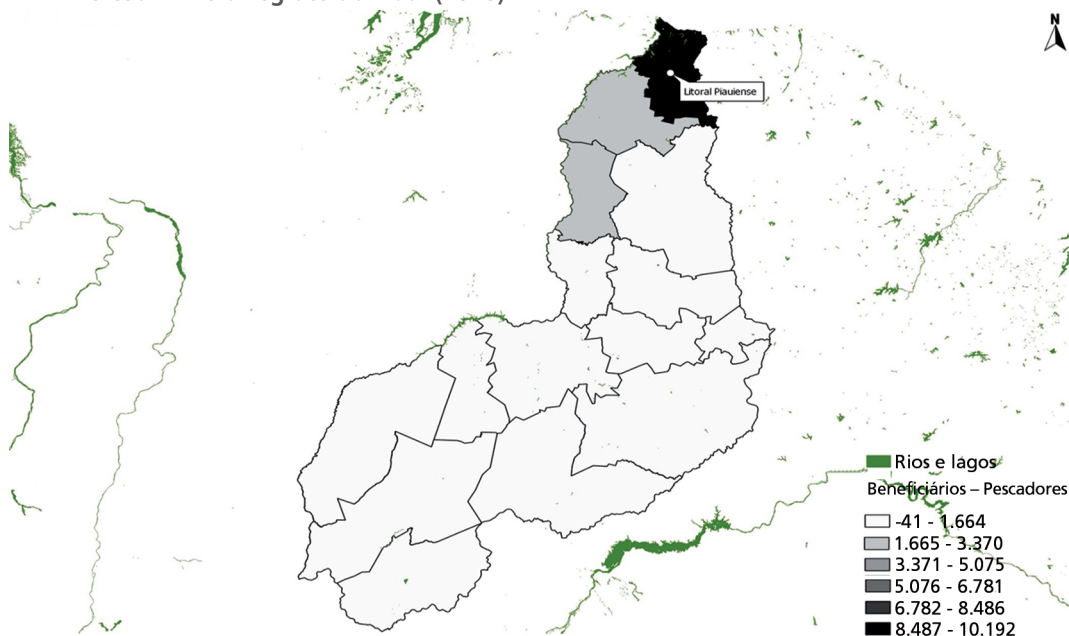 N
Litoral Piauiense
Rios e lagos
Beneficiários – Pescadores
-41 - 1.664
1.665 - 3.370
3.371 - 5.075
5.076 - 6.781
6.782 - 8.486
8.487 - 10.192